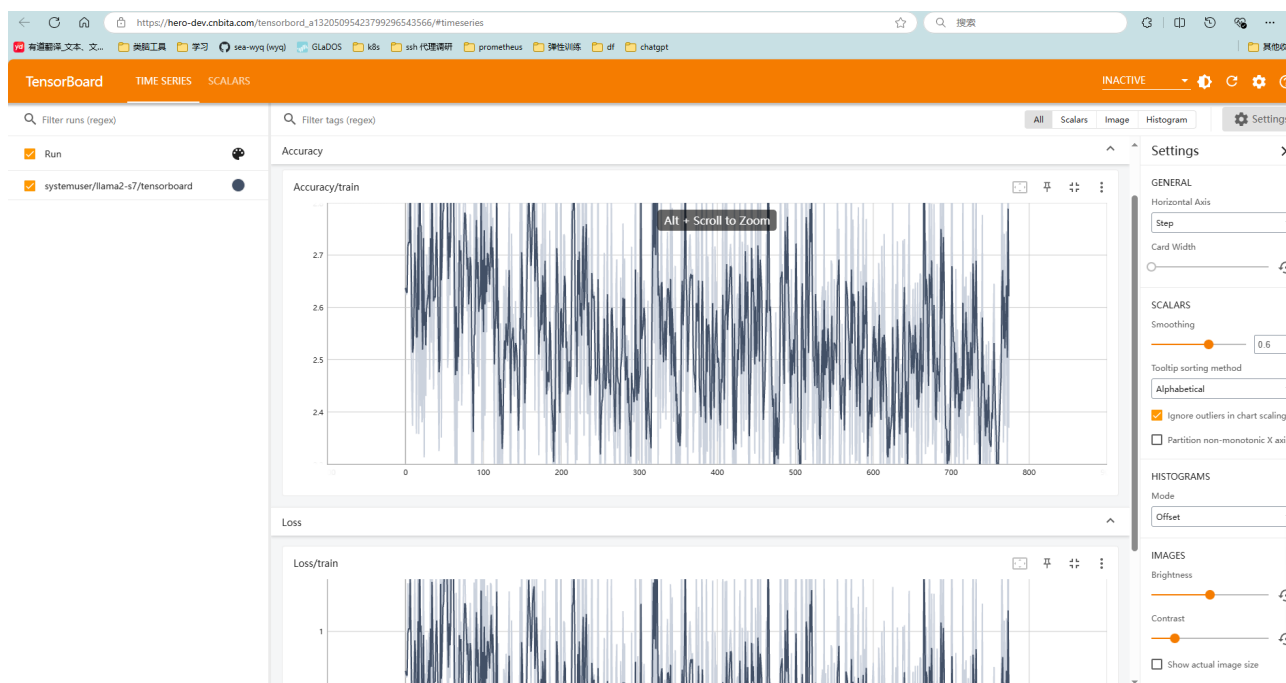 https://hero-dev.cnbita.com/tensorbord_a13205095423799296543566/#timeseries
搜索
有道翻译_文本、文... 类脑工具 学习 sea-wyq (wyq) GLaDOS k8s ssh 代理调研 prometheus 弹性训练 df chatgpt 其他收
TensorBoard TIME SERIES SCALARS INACTIVE
Filter runs (regex)
Run
systemuser/llama2-s7/tensorboard
Filter tags (regex)
All Scalars Image Histogram
Settings
Accuracy
Accuracy/train
Alt + Scroll to Zoom
2.7
2.6
2.5
2.4
0 100 200 300 400 500 600 700 800
Loss
Loss/train
1
Settings
GENERAL
Horizontal Axis
Step
Card Width
SCALARS
Smoothing
0.6
Tooltip sorting method
Alphabetical
Ignore outliers in chart scaling
Partition non-monotonic X axi
HISTOGRAMS
Mode
Offset
IMAGES
Brightness
Contrast
Show actual image size